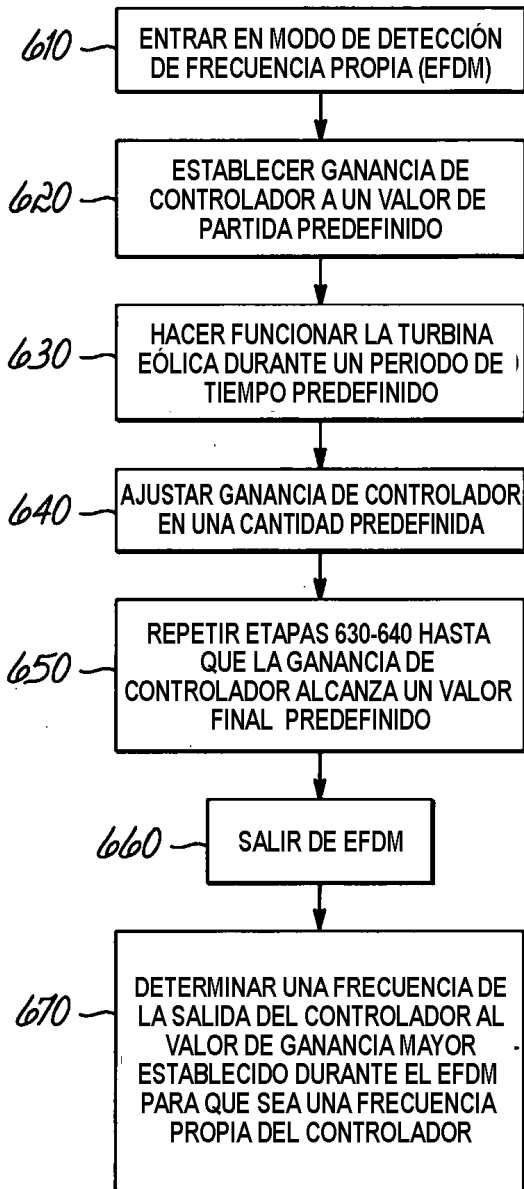 610
ENTRAR EN MODO DE DETECCIÓN
DE FRECUENCIA PROPIA (EFDM)
620
ESTABLECER GANANCIA DE
CONTROLADOR A UN VALOR DE
PARTIDA PREDEFINIDO
630
HACER FUNCIONAR LA TURBINA
EÓLICA DURANTE UN PERIODO DE
TIEMPO PREDEFINIDO
640
AJUSTAR GANANCIA DE CONTROLADOR
EN UNA CANTIDAD PREDEFINIDA
650
REPETIR ETAPAS 630-640 HASTA
QUE LA GANANCIA DE
CONTROLADOR ALCANZA UN VALOR
FINAL PREDEFINIDO
660
SALIR DE EFDM
670
DETERMINAR UNA FRECUENCIA DE
LA SALIDA DEL CONTROLADOR AL
VALOR DE GANANCIA MAYOR
ESTABLECIDO DURANTE EL EFDM
PARA QUE SEA UNA FRECUENCIA
PROPIA DEL CONTROLADOR